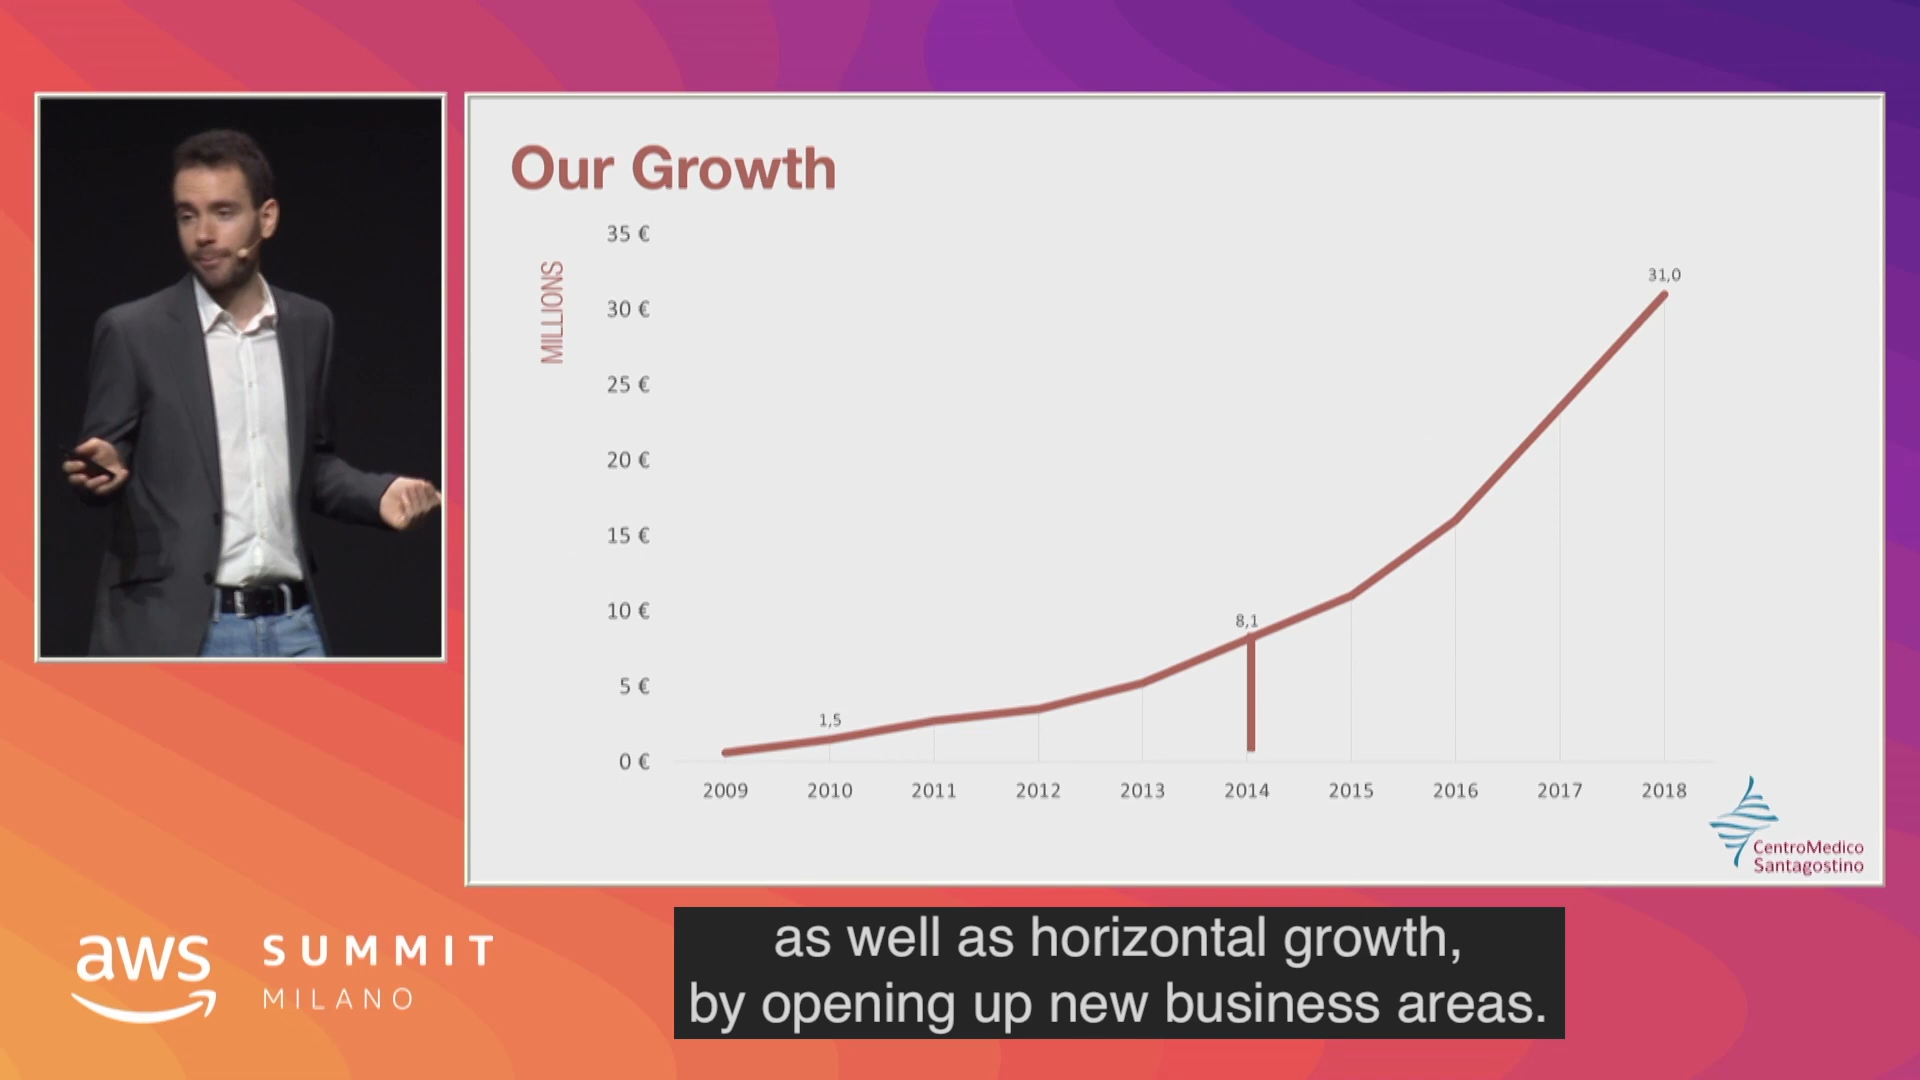 Our Growth
MILLIONS
35 €
30 €
25 €
20 €
15 €
10 €
5 €
0 €
1,5
8,1
31,0
2009 2010 2011 2012 2013 2014 2015 2016 2017 2018
CentroMedico
Santagostino
aws SUMMIT
MILANO
as well as horizontal growth,
by opening up new business areas.